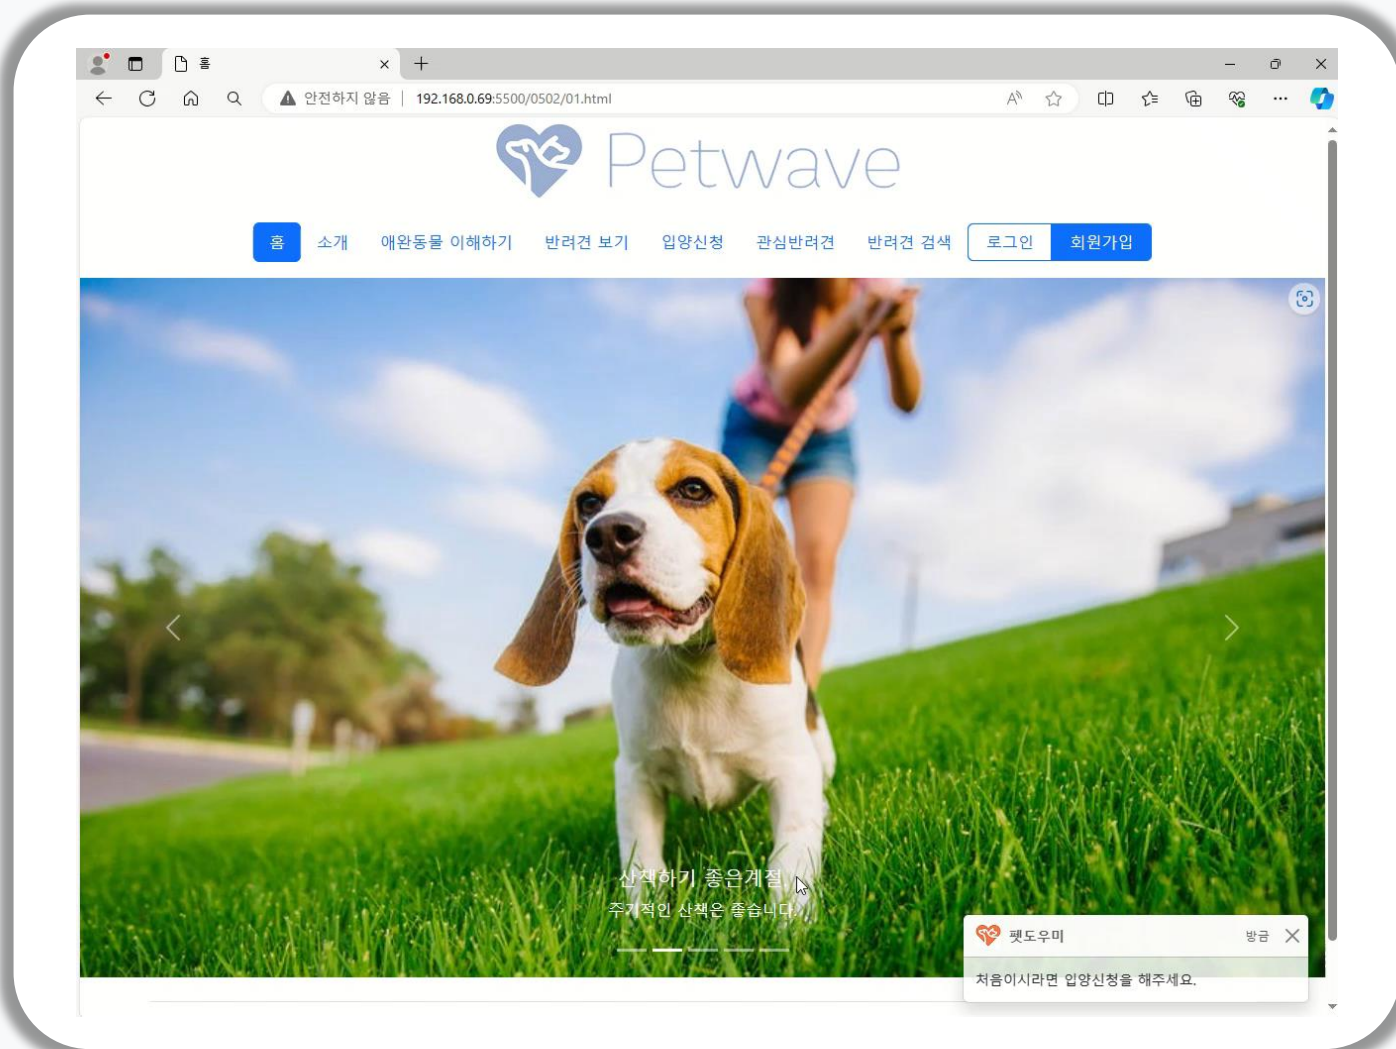 홈
안전하지 않음 192.168.0.69:5500/0502/01.html
Petwave
홈 소개 애완동물 이해하기 반려견 보기 입양신청 관심반려견 반려견 검색 로그인 회원가입
산책하기 좋은계절,
주기적인 산책은 좋습니다.
펫도우미 방금
처음이시라면 입양신청을 해주세요.